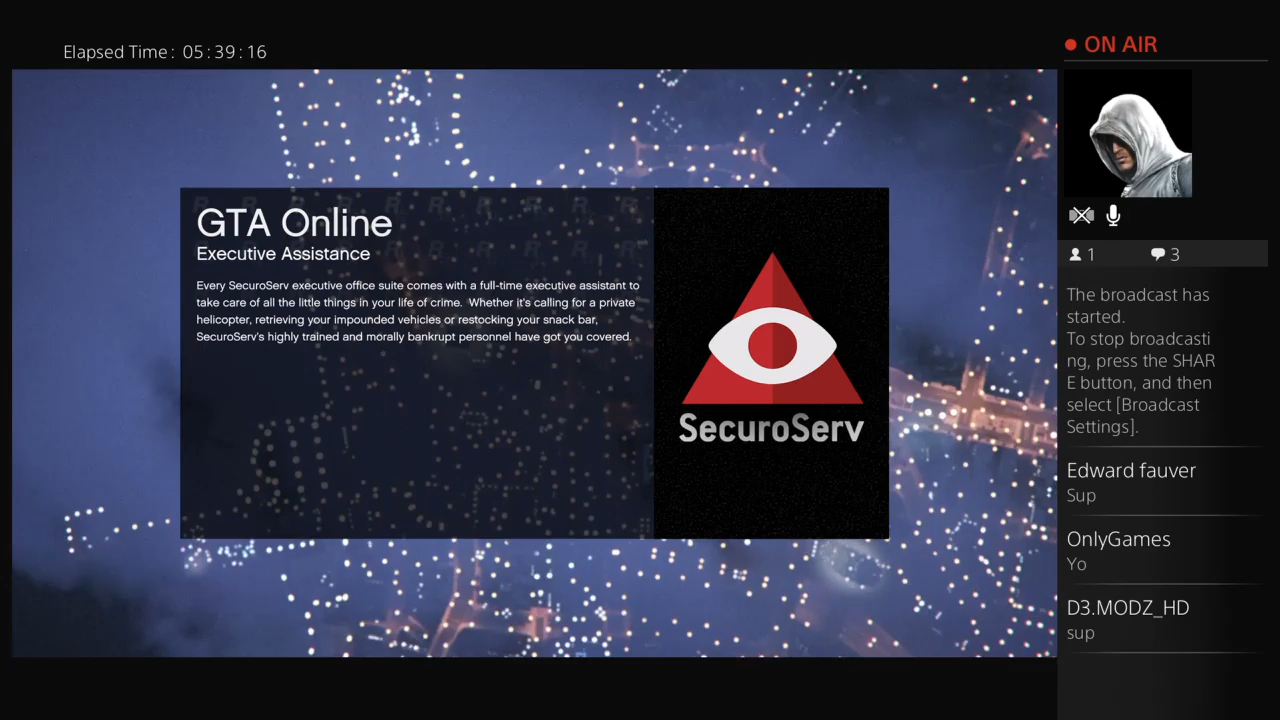 Elapsed Time: 05:39:16
ON AIR
GTA Online
Executive Assistance
Every SecuroServ executive office suite comes with a full-time executive assistant to
take care of all the little things in your life of crime. Whether it's calling for a private
helicopter, retrieving your impounded vehicles or restocking your snack bar,
SecuroServ's highly trained and morally bankrupt personnel have got you covered.
SecuroServ
1
3
The broadcast has
started.
To stop broadcasti
ng, press the SHAR
E button, and then
select [Broadcast
Settings].
Edward fauver
Sup
OnlyGames
Yo
D3.MODZ_HD
sup